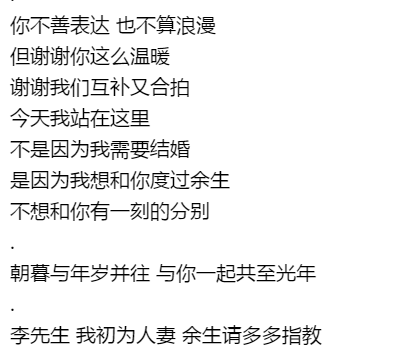 .
你不善表达 也不算浪漫
但谢谢你这么温暖
谢谢我们互补又合拍
今天我站在这里
不是因为我需要结婚
是因为我想和你度过余生
不想和你有一刻的分别
.
朝暮与年岁并往 与你一起共至光年
.
李先生 我初为人妻 余生请多多指教